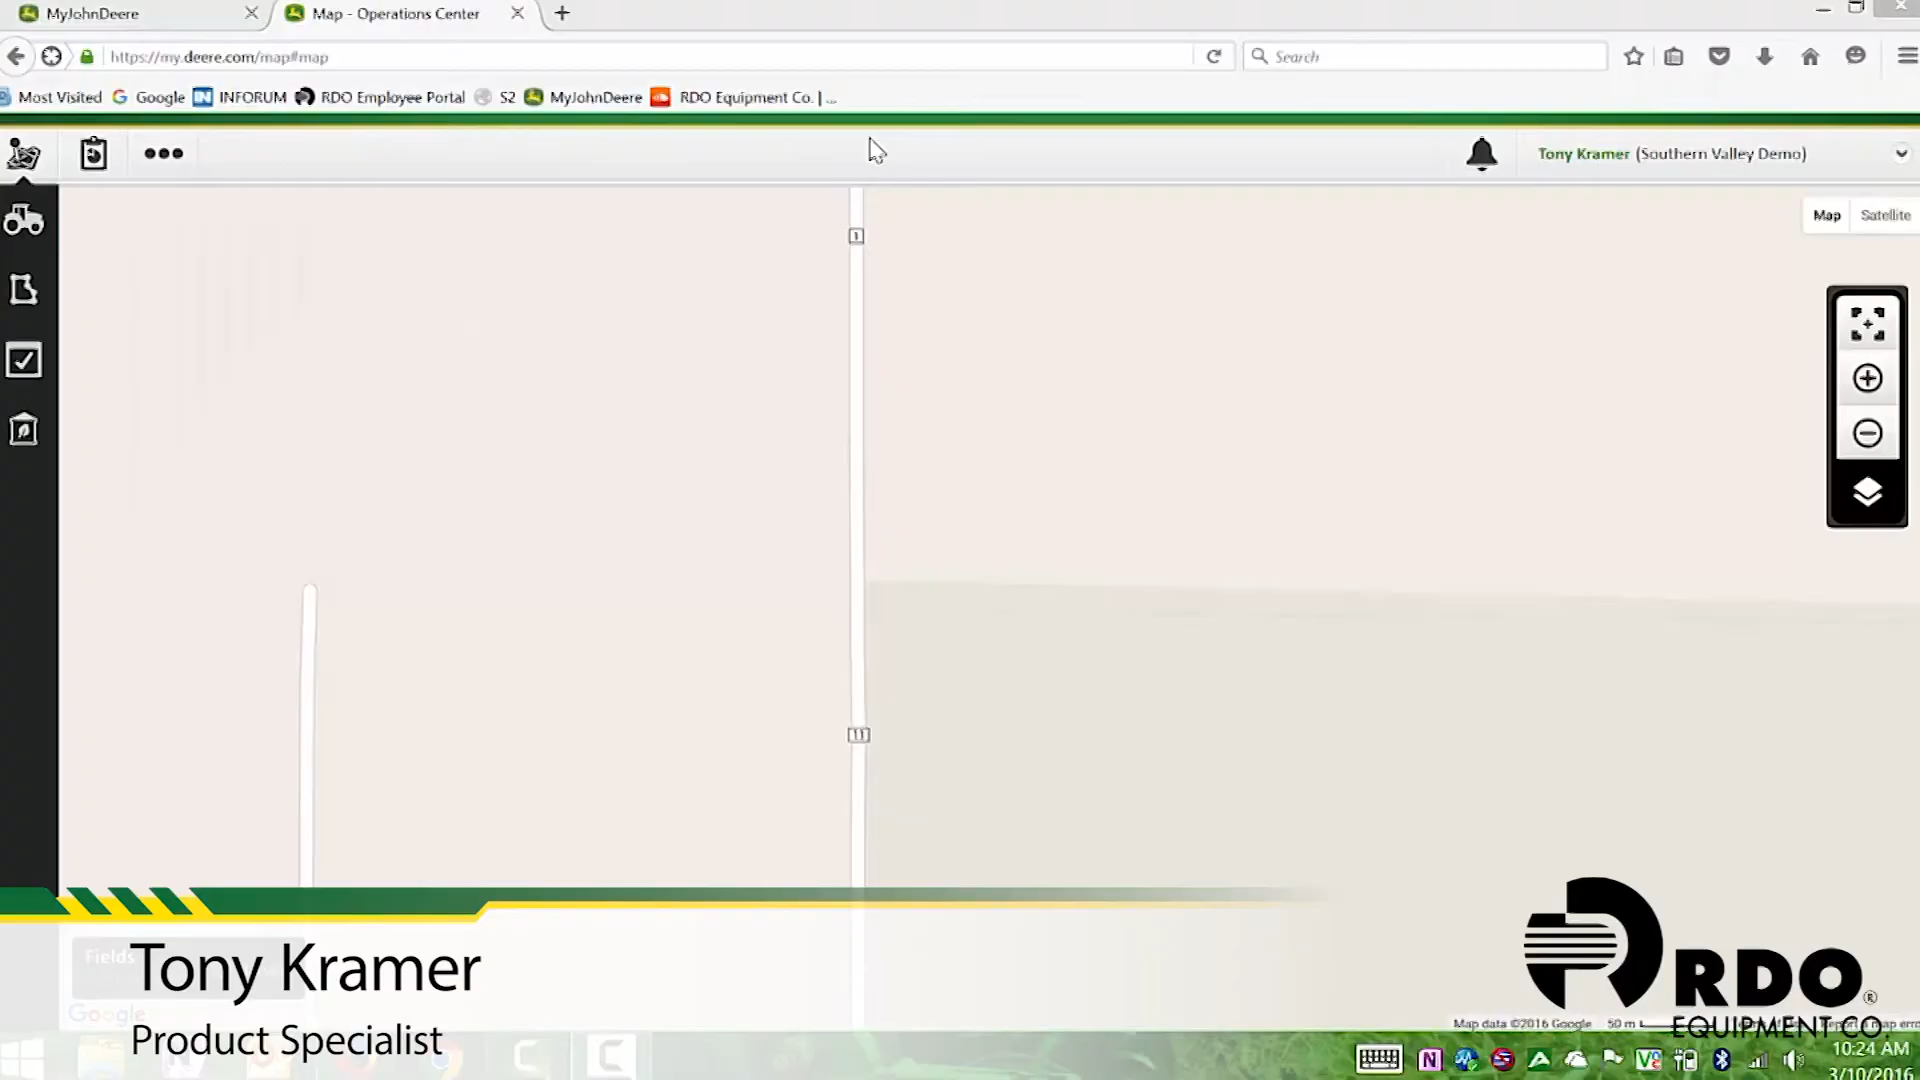 MyJohnDeere
Map - Operations Center
https://my.deere.com/map#map
Search
Most Visited
Google
INFORUM
RDO Employee Portal
S2
MyJohnDeere
RDO Equipment Co. | ...
Tony Kramer (Southern Valley Demo)
Map
Satellite
1
11
Fields
Tony Kramer
Product Specialist
Google
RDO®
EQUIPMENT CO.
Map data ©2016 Google
50 m
10:24 AM
3/10/2016